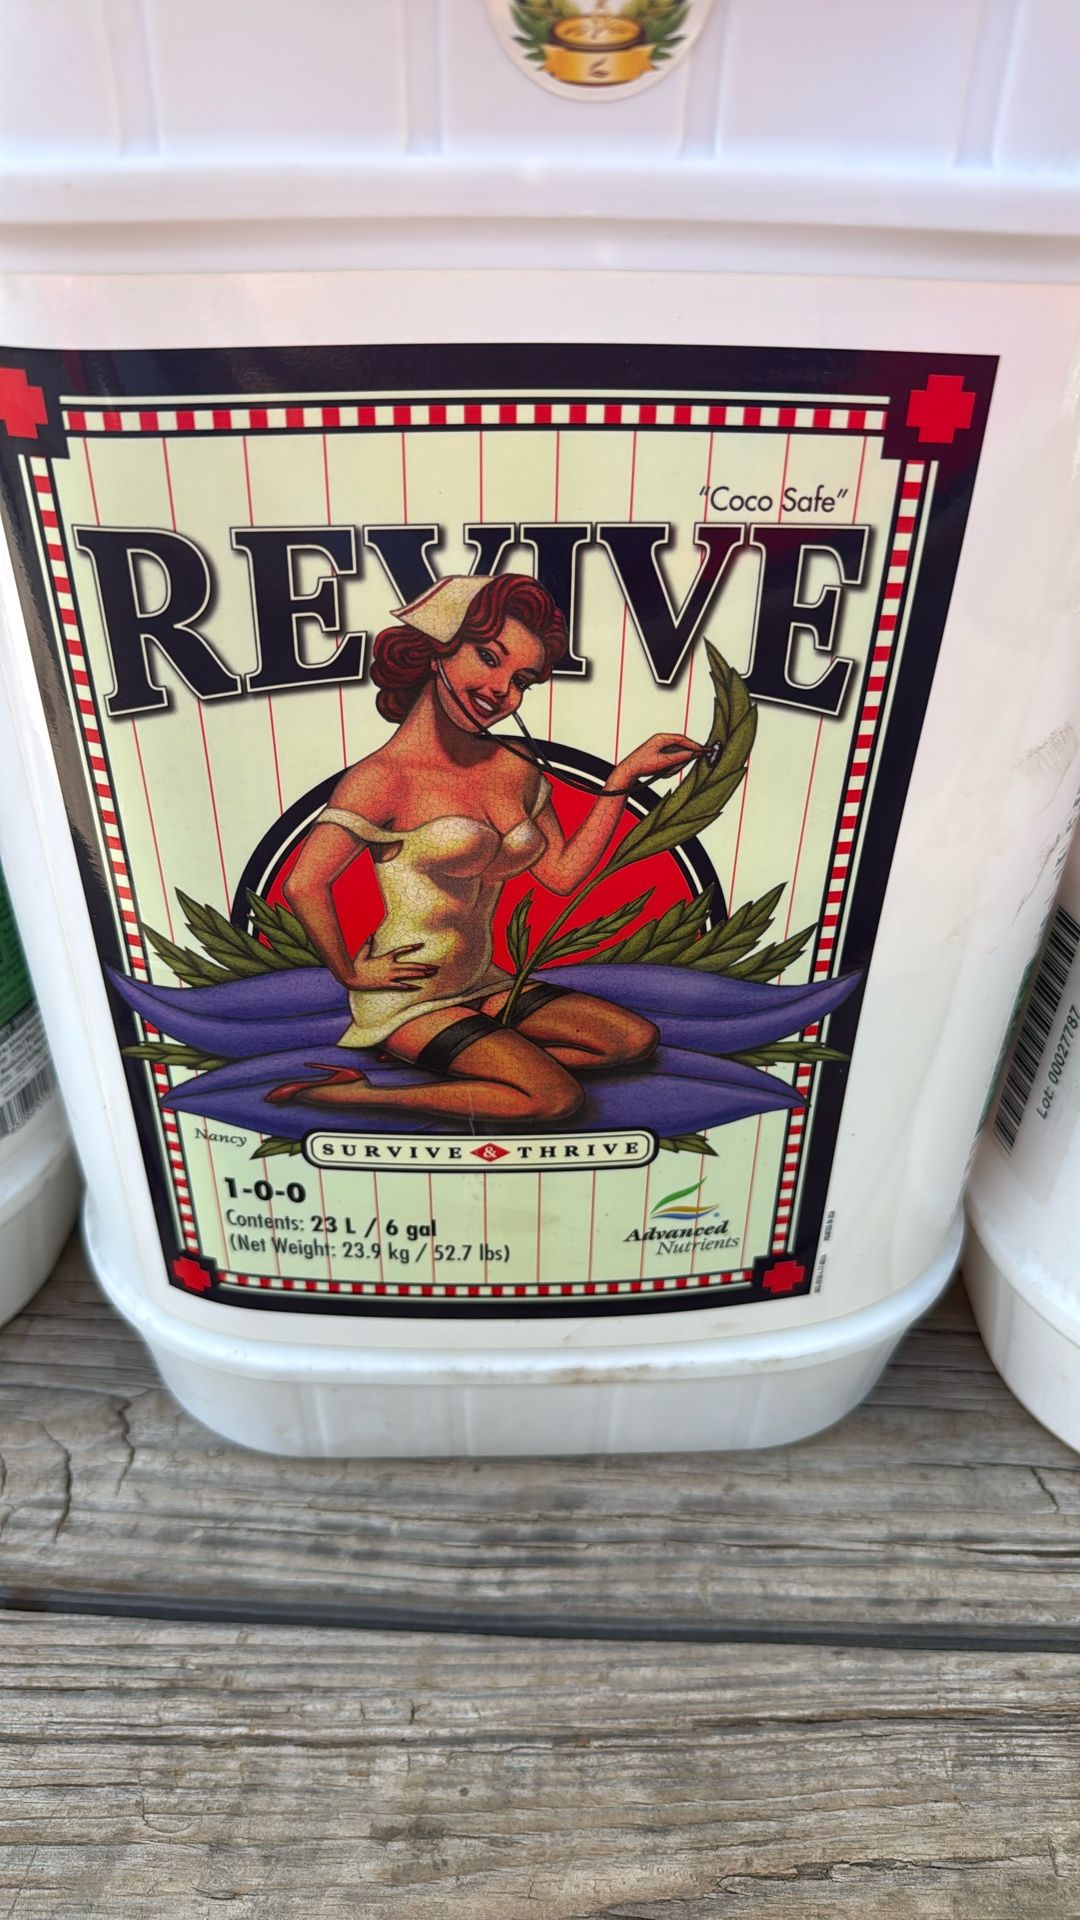 "Coco Safe"
REVIVE
Nancy
SURVIVE & THRIVE
1-0-0
Contents: 23 L / 6 gal
(Net Weight: 23.9 kg / 52.7 lbs)
Advanced
Nutrients
Lot: 00027787